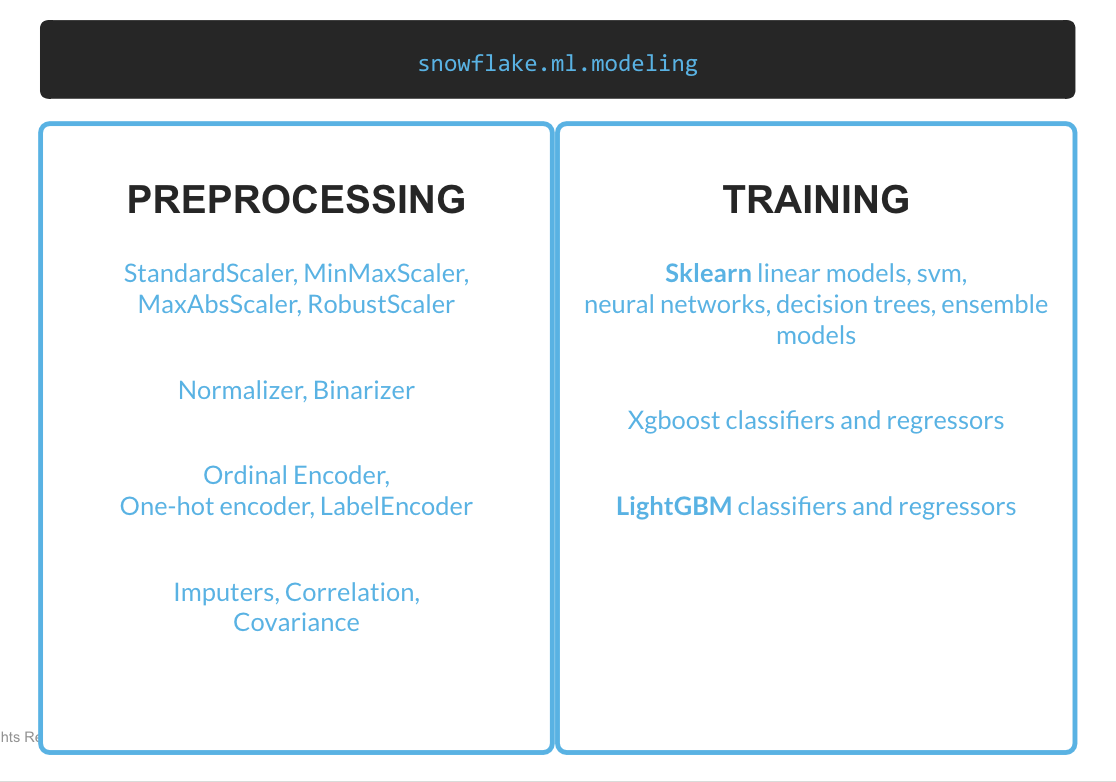 snowflake.ml.modeling
PREPROCESSING
StandardScaler, MinMaxScaler,
MaxAbsScaler, RobustScaler
Normalizer, Binarizer
Ordinal Encoder,
One-hot encoder, LabelEncoder
Imputers, Correlation,
Covariance
TRAINING
Sklearn linear models, svm,
neural networks, decision trees, ensemble
models
Xgboost classifiers and regressors
LightGBM classifiers and regressors
hts Re